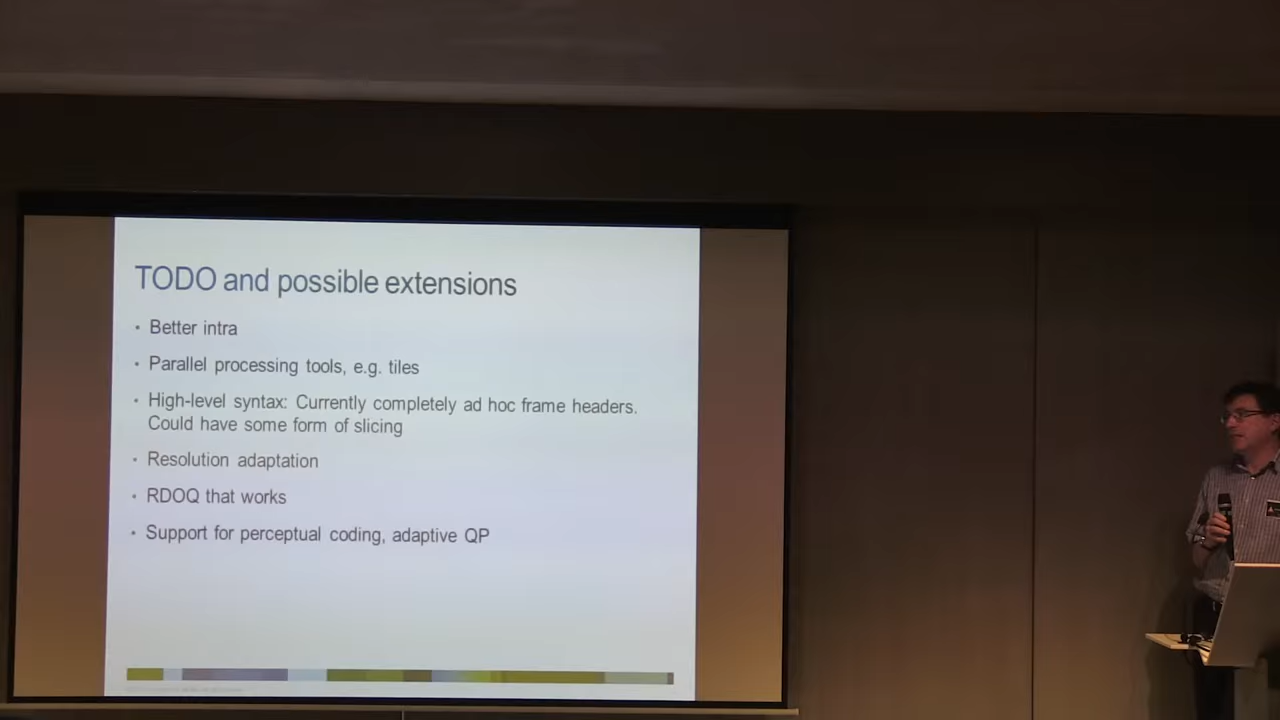 TODO and possible extensions
• Better intra
• Parallel processing tools, e.g. tiles
• High-level syntax: Currently completely ad hoc frame headers.
Could have some form of slicing
• Resolution adaptation
• RDOQ that works
• Support for perceptual coding, adaptive QP